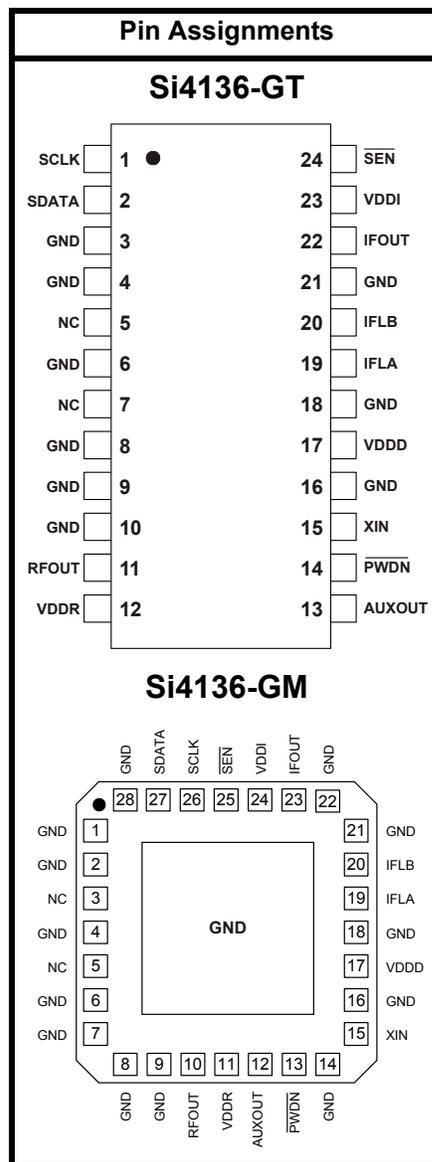 Pin Assignments
Si4136-GT
SCLK 1 24 S̅E̅N̅
SDATA 2 23 VDDI
GND 3 22 IFOUT
GND 4 21 GND
NC 5 20 IFLB
GND 6 19 IFLA
NC 7 18 GND
GND 8 17 VDDD
GND 9 16 GND
GND 10 15 XIN
RFOUT 11 14 P̅W̅D̅N̅
VDDR 12 13 AUXOUT
Si4136-GM
GND SDATA SCLK S̅E̅N̅ VDDI IFOUT GND
28 27 26 25 24 23 22
GND 1 21 GND
GND 2 20 IFLB
NC 3 19 IFLA
GND 4 GND 18 GND
NC 5 17 VDDD
GND 6 16 GND
GND 7 15 XIN
8 9 10 11 12 13 14
GND GND RFOUT VDDR AUXOUT P̅W̅D̅N̅ GND